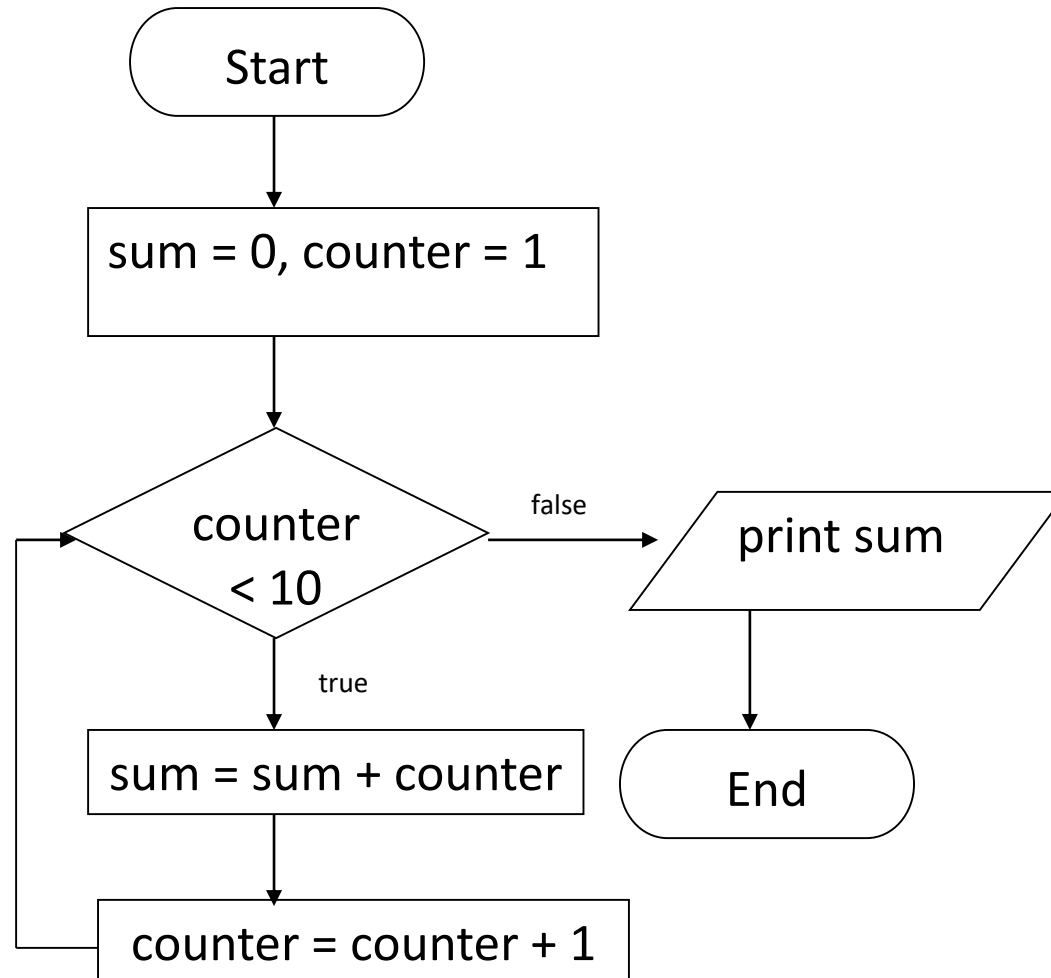 Start
sum = 0, counter = 1
counter
< 10
false
print sum
true
sum = sum + counter
End
counter = counter + 1